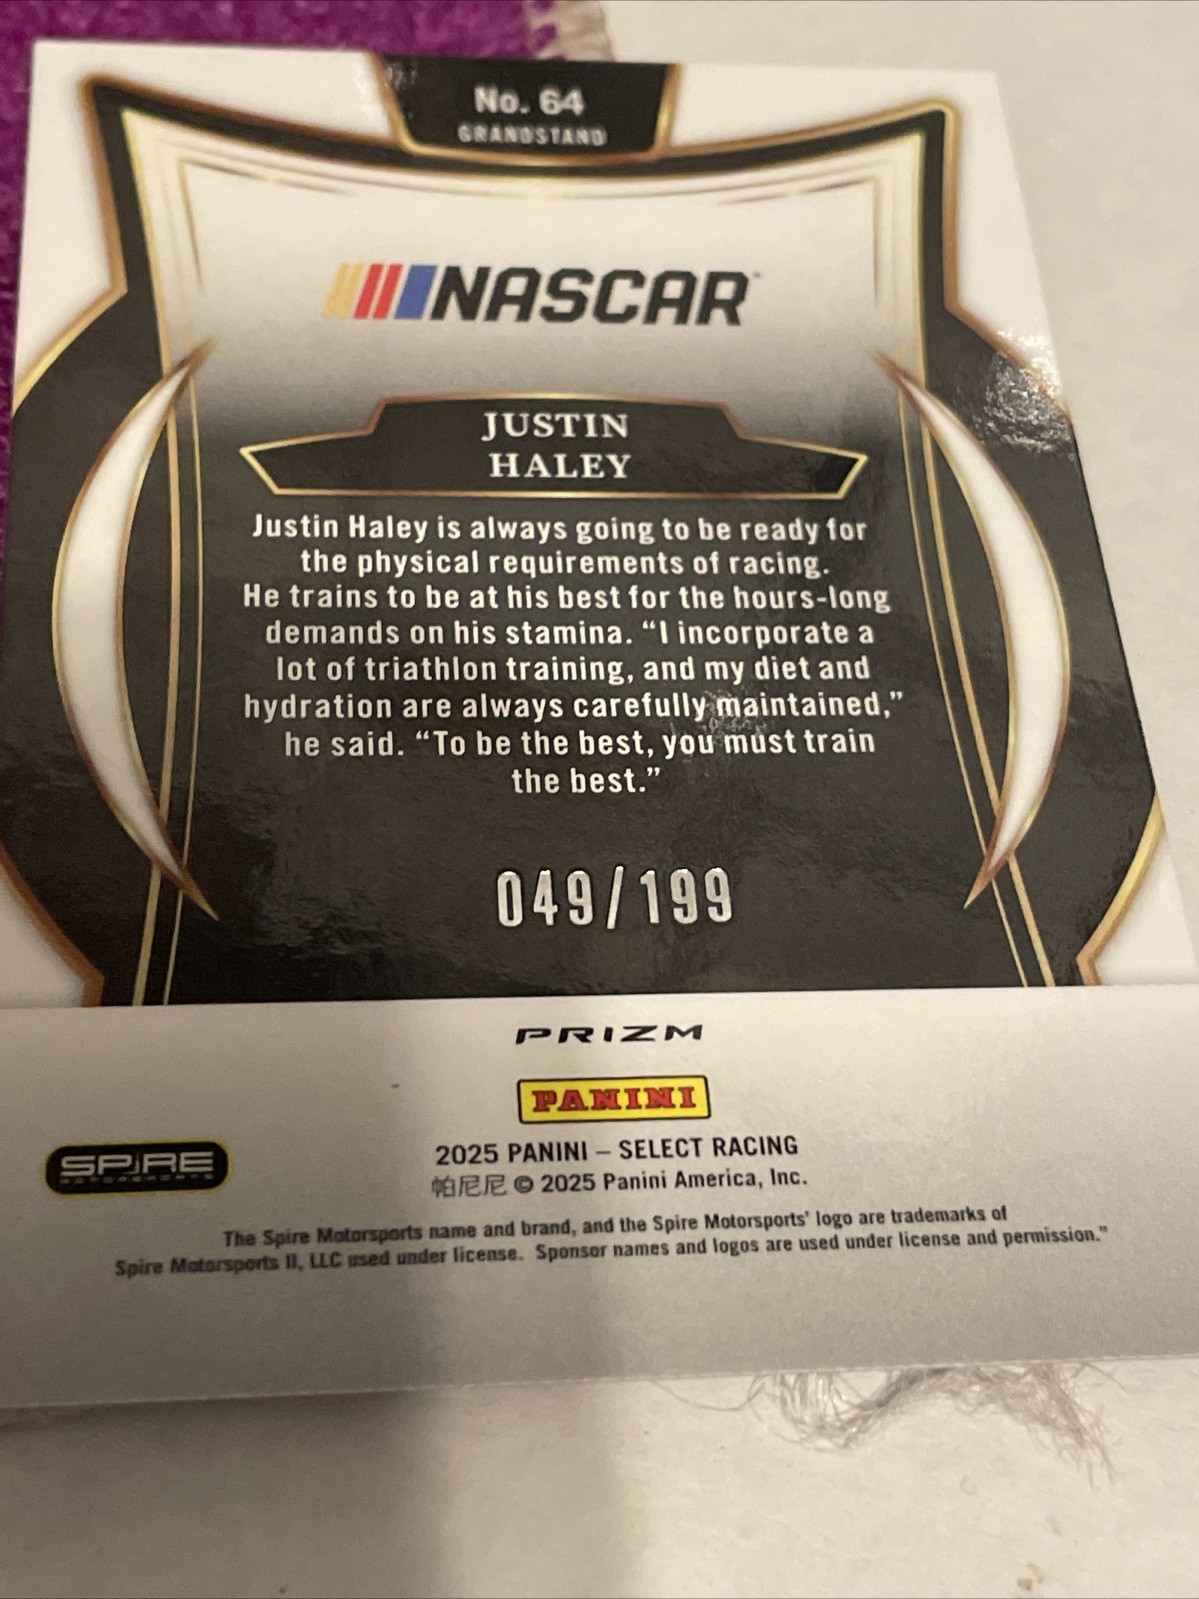 No. 64
GRANDSTAND
NASCAR
JUSTIN
HALEY
Justin Haley is always going to be ready for
the physical requirements of racing.
He trains to be at his best for the hours-long
demands on his stamina. “I incorporate a
lot of triathlon training, and my diet and
hydration are always carefully maintained,”
he said. “To be the best, you must train
the best.”
049/199
PRIZM
PANINI
SPIRE
MOTORSPORTS
2025 PANINI – SELECT RACING
帕尼尼 © 2025 Panini America, Inc.
The Spire Motorsports name and brand, and the Spire Motorsports' logo are trademarks of
Spire Motorsports II, LLC used under license. Sponsor names and logos are used under license and permission.”